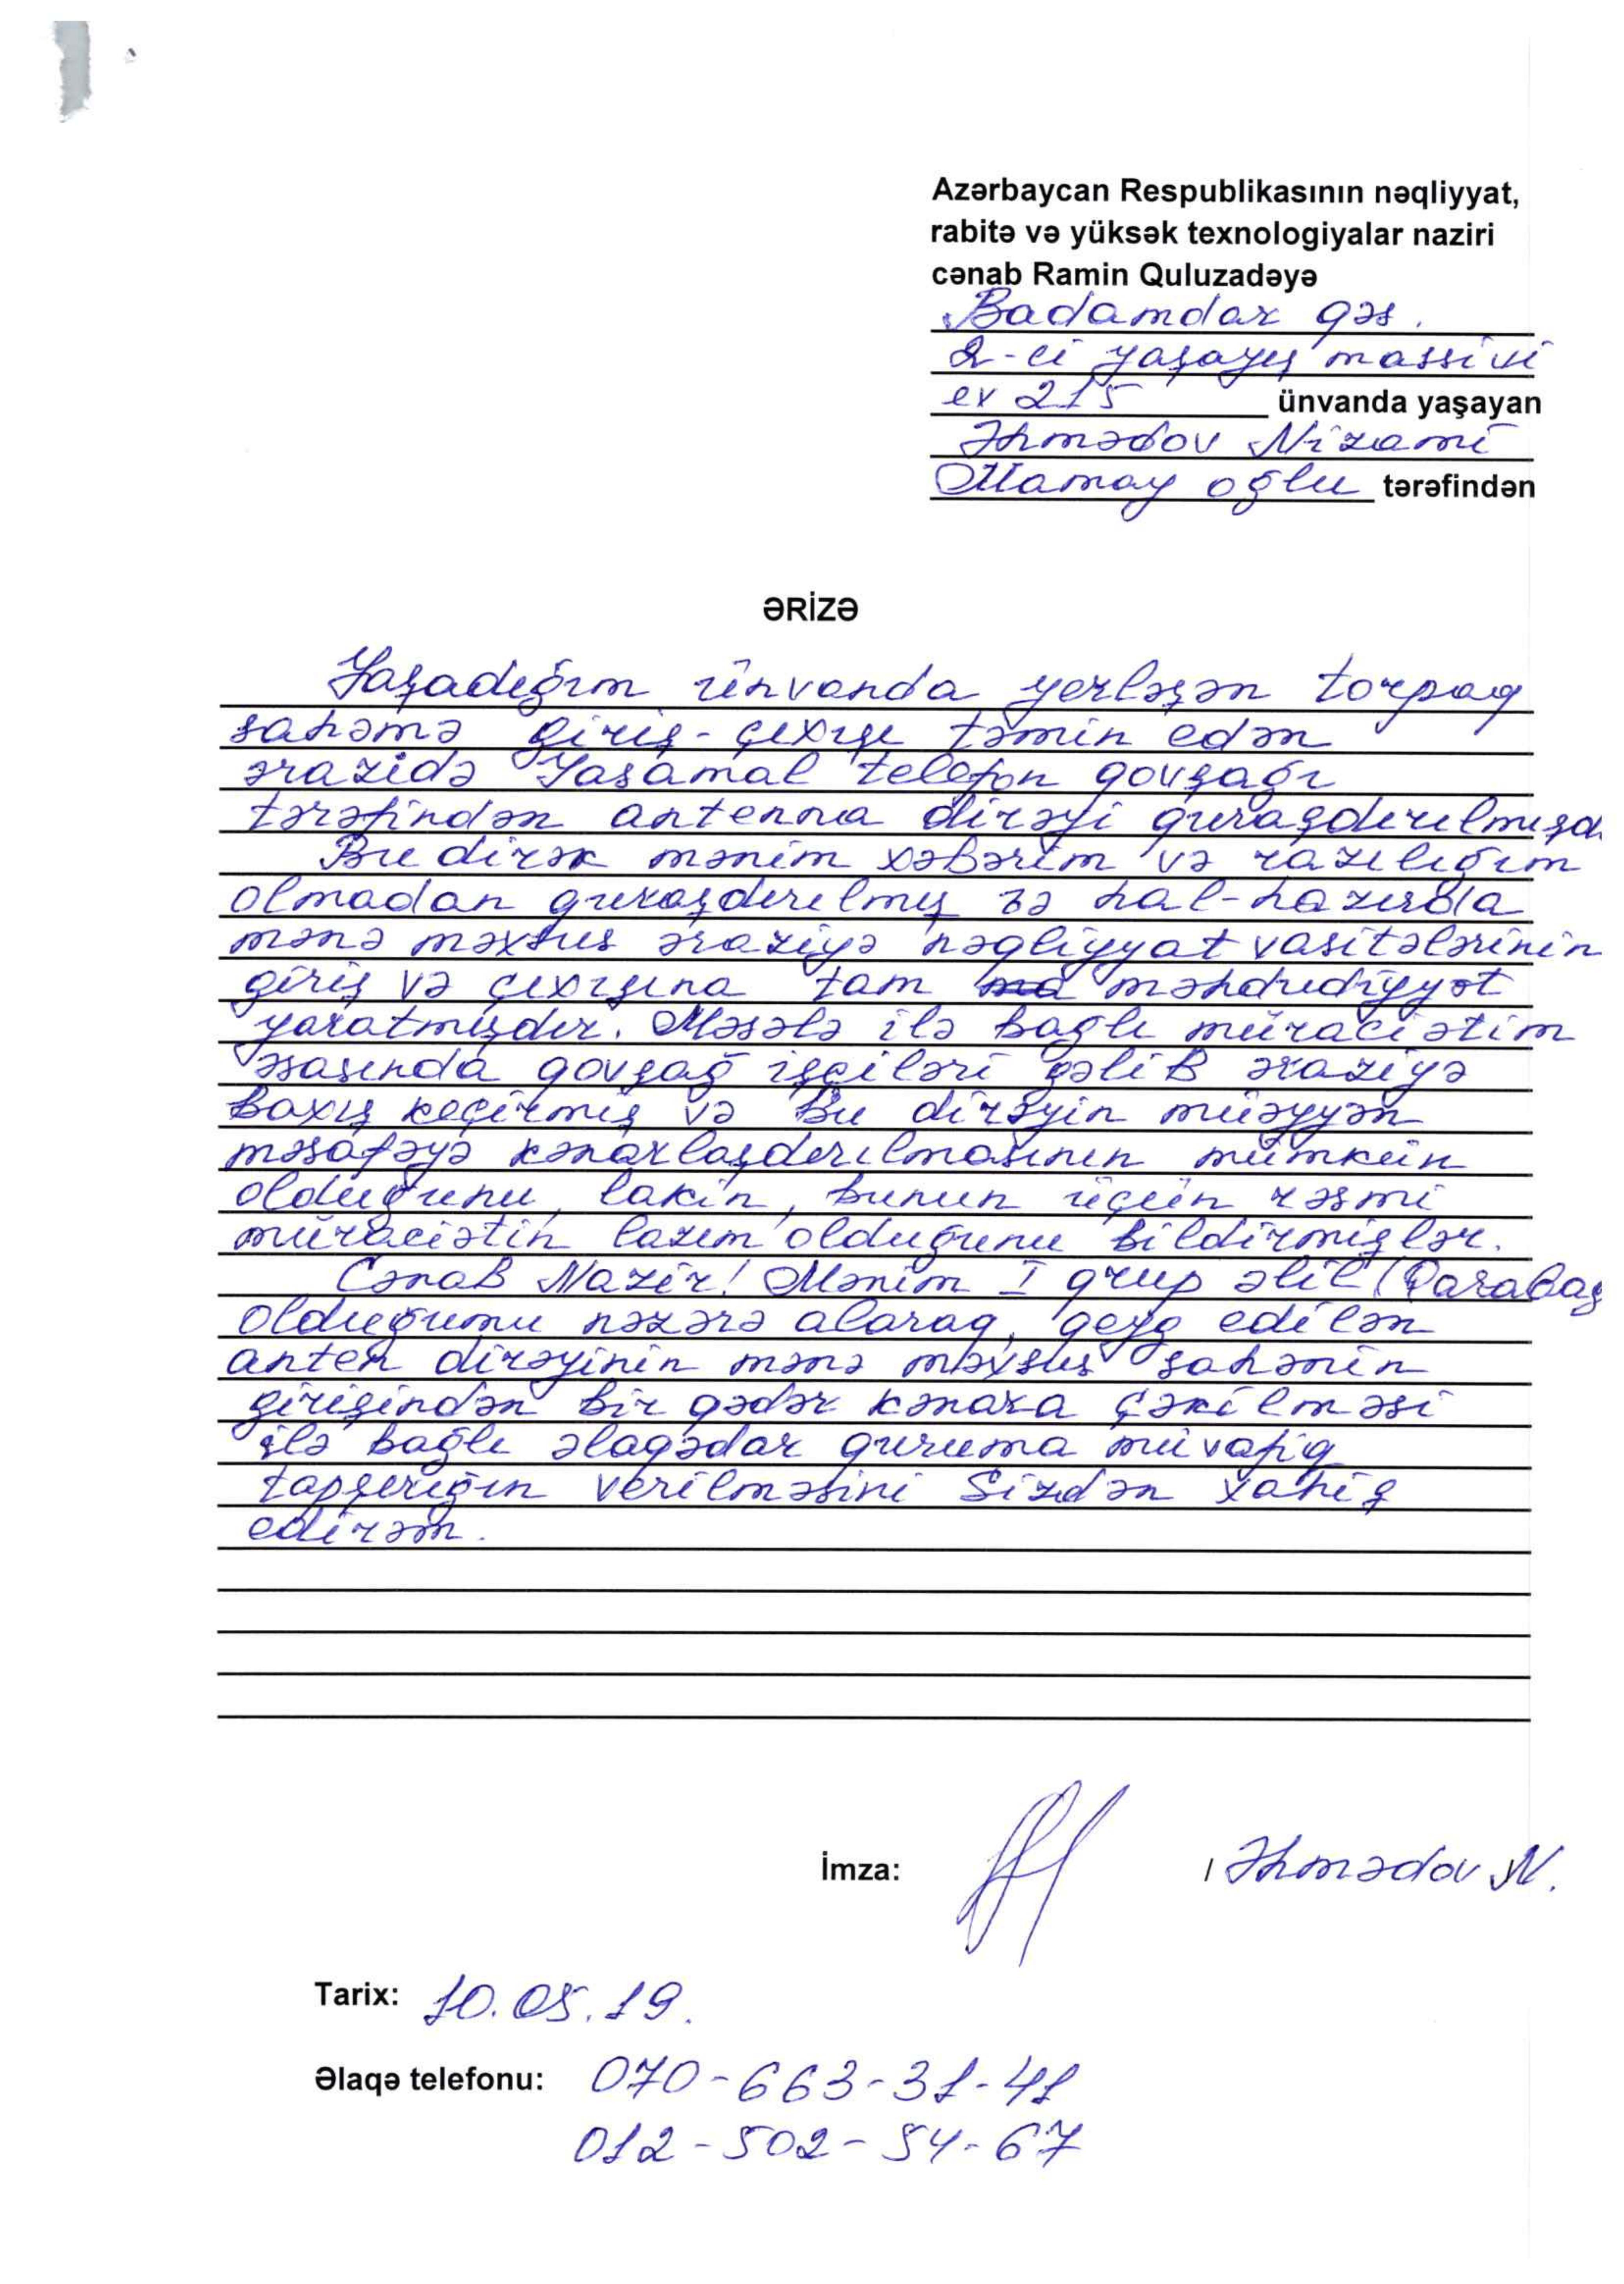 Azərbaycan Respublikasının nəqliyyat,
rabitə və yüksək texnologiyalar naziri
cənab Ramin Quluzadəyə
Badamdar qəs.
2-ci yaşayış massivi
ev 215 ünvanda yaşayan
Əhmədov Nizami
Mamay oğlu tərəfindən
ƏRİZƏ
Yaşadığım ünvanda yerləşən torpaq
sahəmə giriş-çıxışı təmin edən
ərazidə Yasamal telefon qovşağı
tərəfindən antenna dirəyi quraşdırılmışd
Bu dirək mənim xəbərim və razılığım
olmadan quraşdırılmış və hal-hazırda
mənə məxsus əraziyə nəqliyyat vasitələrinin
giriş və çıxışına tam məhdudiyyət
yaratmışdır. Məsələ ilə bağlı müraciətim
əsasında qovşağ işçiləri gəlib əraziyə
baxış keçirmiş və bu dirəyin müəyyən
məsafəyə kənarlaşdırılmasının mümkün
olduğunu, lakin, bunun üçün rəsmi
müraciətin lazım olduğunu bildirmişlər.
Cənab Nazir! Mənim I qrup əlil (Qarabağ
olduğumu nəzərə alaraq, qeyd edilən
anten dirəyinin mənə məxsus sahənin
girişindən bir qədər kənara çəkilməsi
ilə bağlı əlaqədar quruma müvafiq
tapşırığın verilməsini Sizdən xahiş
edirəm.
İmza: / Əhmədov N.
Tarix: 10.05.19.
Əlaqə telefonu: 070-663-31-41
012-502-54-67